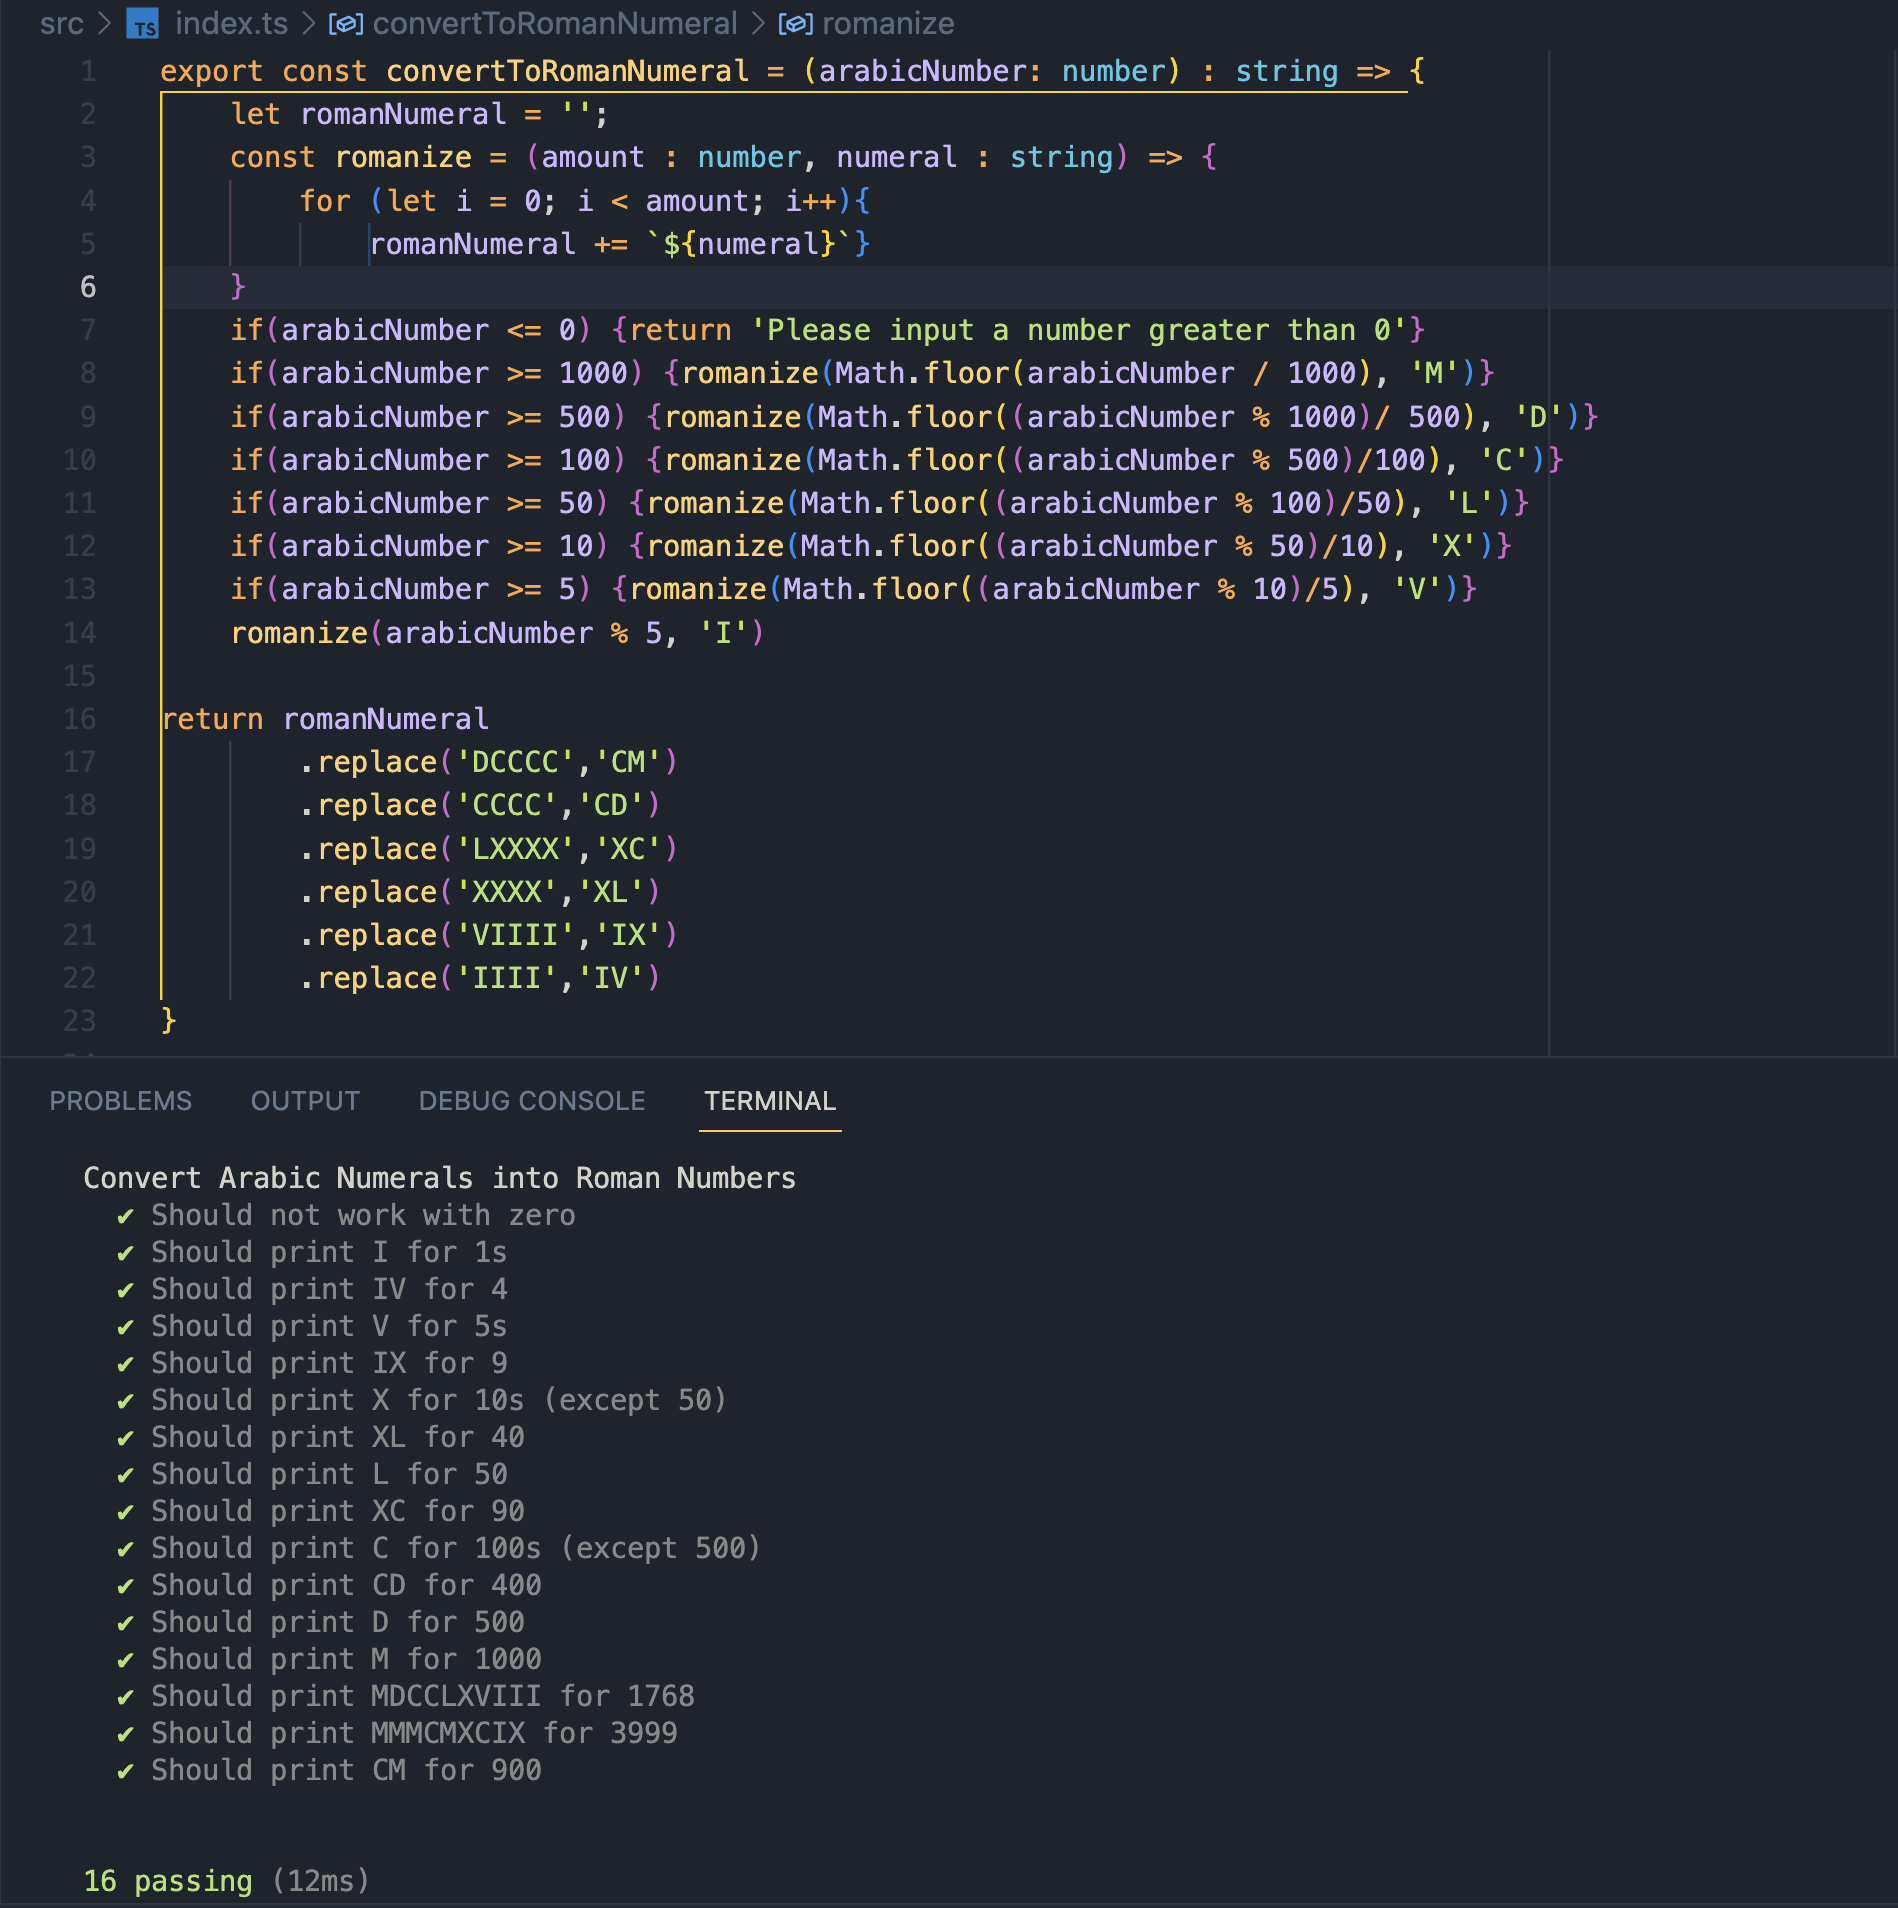 src > TS index.ts > convertToRomanNumeral > romanize
1 export const convertToRomanNumeral = (arabicNumber: number) : string => {
2 let romanNumeral = '';
3 const romanize = (amount : number, numeral : string) => {
4 for (let i = 0; i < amount; i++){
5 romanNumeral += `${numeral}`}
6 }
7 if(arabicNumber <= 0) {return 'Please input a number greater than 0'}
8 if(arabicNumber >= 1000) {romanize(Math.floor(arabicNumber / 1000), 'M')}
9 if(arabicNumber >= 500) {romanize(Math.floor((arabicNumber % 1000)/ 500), 'D')}
10 if(arabicNumber >= 100) {romanize(Math.floor((arabicNumber % 500)/100), 'C')}
11 if(arabicNumber >= 50) {romanize(Math.floor((arabicNumber % 100)/50), 'L')}
12 if(arabicNumber >= 10) {romanize(Math.floor((arabicNumber % 50)/10), 'X')}
13 if(arabicNumber >= 5) {romanize(Math.floor((arabicNumber % 10)/5), 'V')}
14 romanize(arabicNumber % 5, 'I')
15
16 return romanNumeral
17 .replace('DCCCC','CM')
18 .replace('CCCC','CD')
19 .replace('LXXXX','XC')
20 .replace('XXXX','XL')
21 .replace('VIIII','IX')
22 .replace('IIII','IV')
23 }
PROBLEMS OUTPUT DEBUG CONSOLE TERMINAL
Convert Arabic Numerals into Roman Numbers
✔ Should not work with zero
✔ Should print I for 1s
✔ Should print IV for 4
✔ Should print V for 5s
✔ Should print IX for 9
✔ Should print X for 10s (except 50)
✔ Should print XL for 40
✔ Should print L for 50
✔ Should print XC for 90
✔ Should print C for 100s (except 500)
✔ Should print CD for 400
✔ Should print D for 500
✔ Should print M for 1000
✔ Should print MDCCLXVIII for 1768
✔ Should print MMMCMXCIX for 3999
✔ Should print CM for 900
16 passing (12ms)